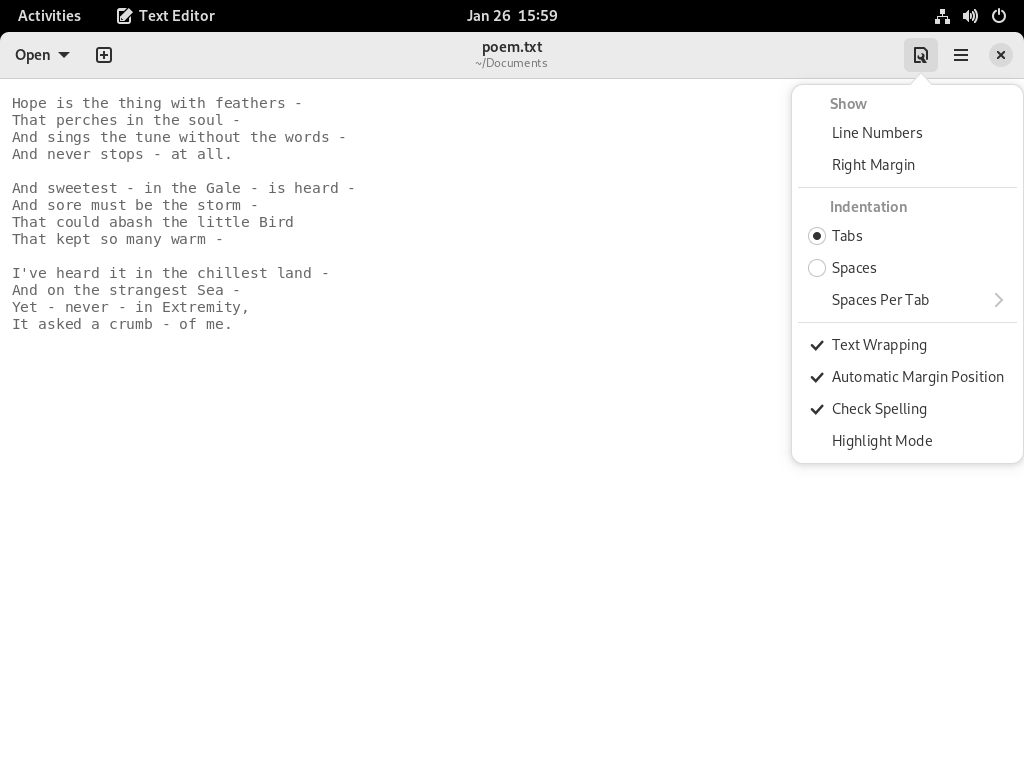 Activities
Text Editor
Jan 26  15:59
Open
poem.txt
~/Documents
Hope is the thing with feathers -
That perches in the soul -
And sings the tune without the words -
And never stops - at all.
And sweetest - in the Gale - is heard -
And sore must be the storm -
That could abash the little Bird
That kept so many warm -
I've heard it in the chillest land -
And on the strangest Sea -
Yet - never - in Extremity,
It asked a crumb - of me.
Show
Line Numbers
Right Margin
Indentation
Tabs
Spaces
Spaces Per Tab
Text Wrapping
Automatic Margin Position
Check Spelling
Highlight Mode